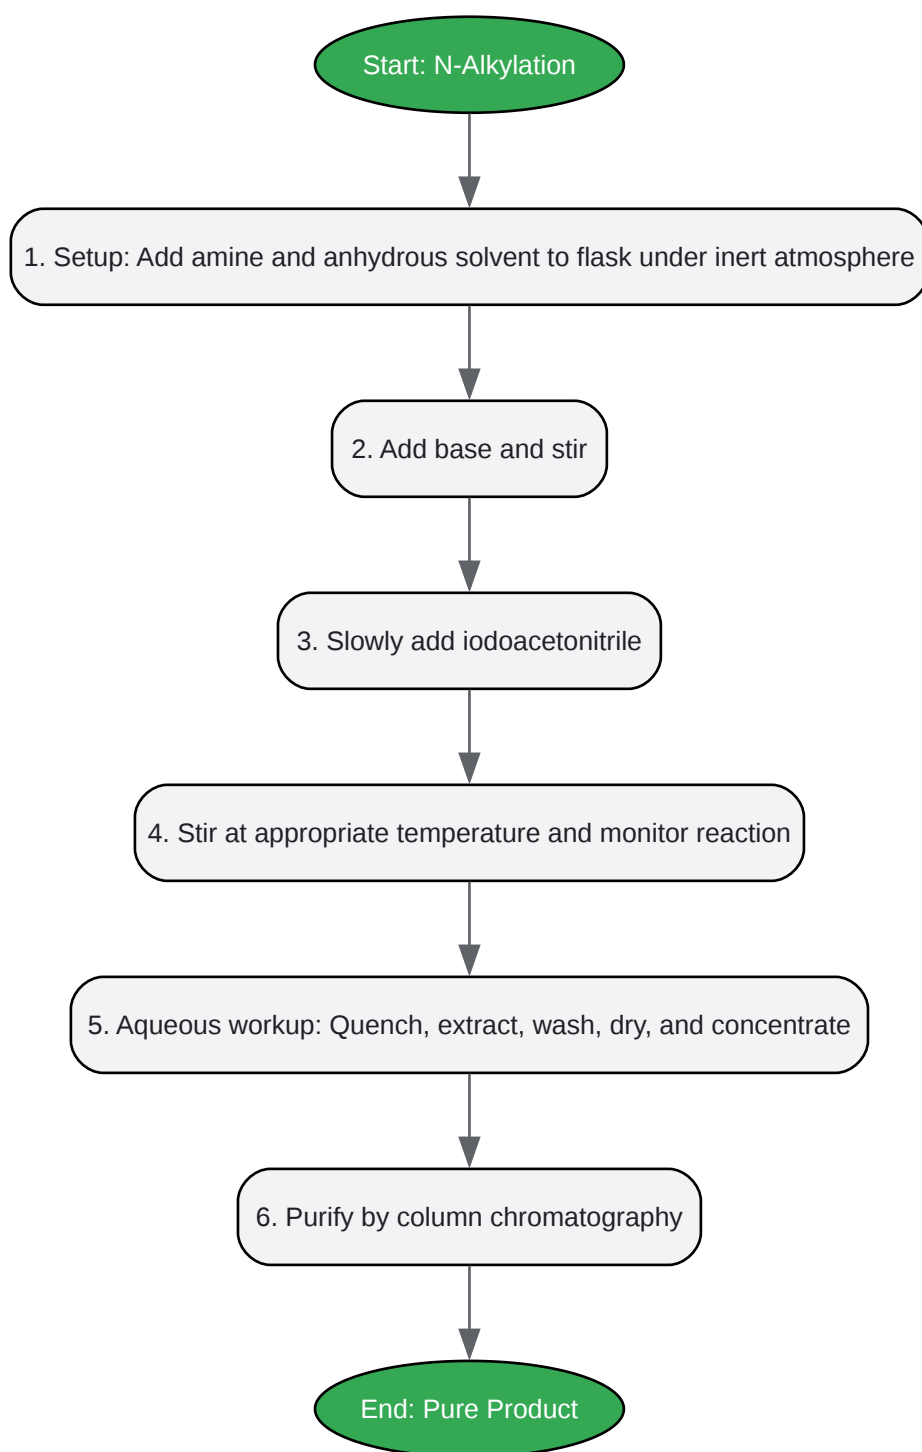 Start: N-Alkylation
1. Setup: Add amine and anhydrous solvent to flask under inert atmosphere
2. Add base and stir
3. Slowly add iodoacetonitrile
4. Stir at appropriate temperature and monitor reaction
5. Aqueous workup: Quench, extract, wash, dry, and concentrate
6. Purify by column chromatography
End: Pure Product